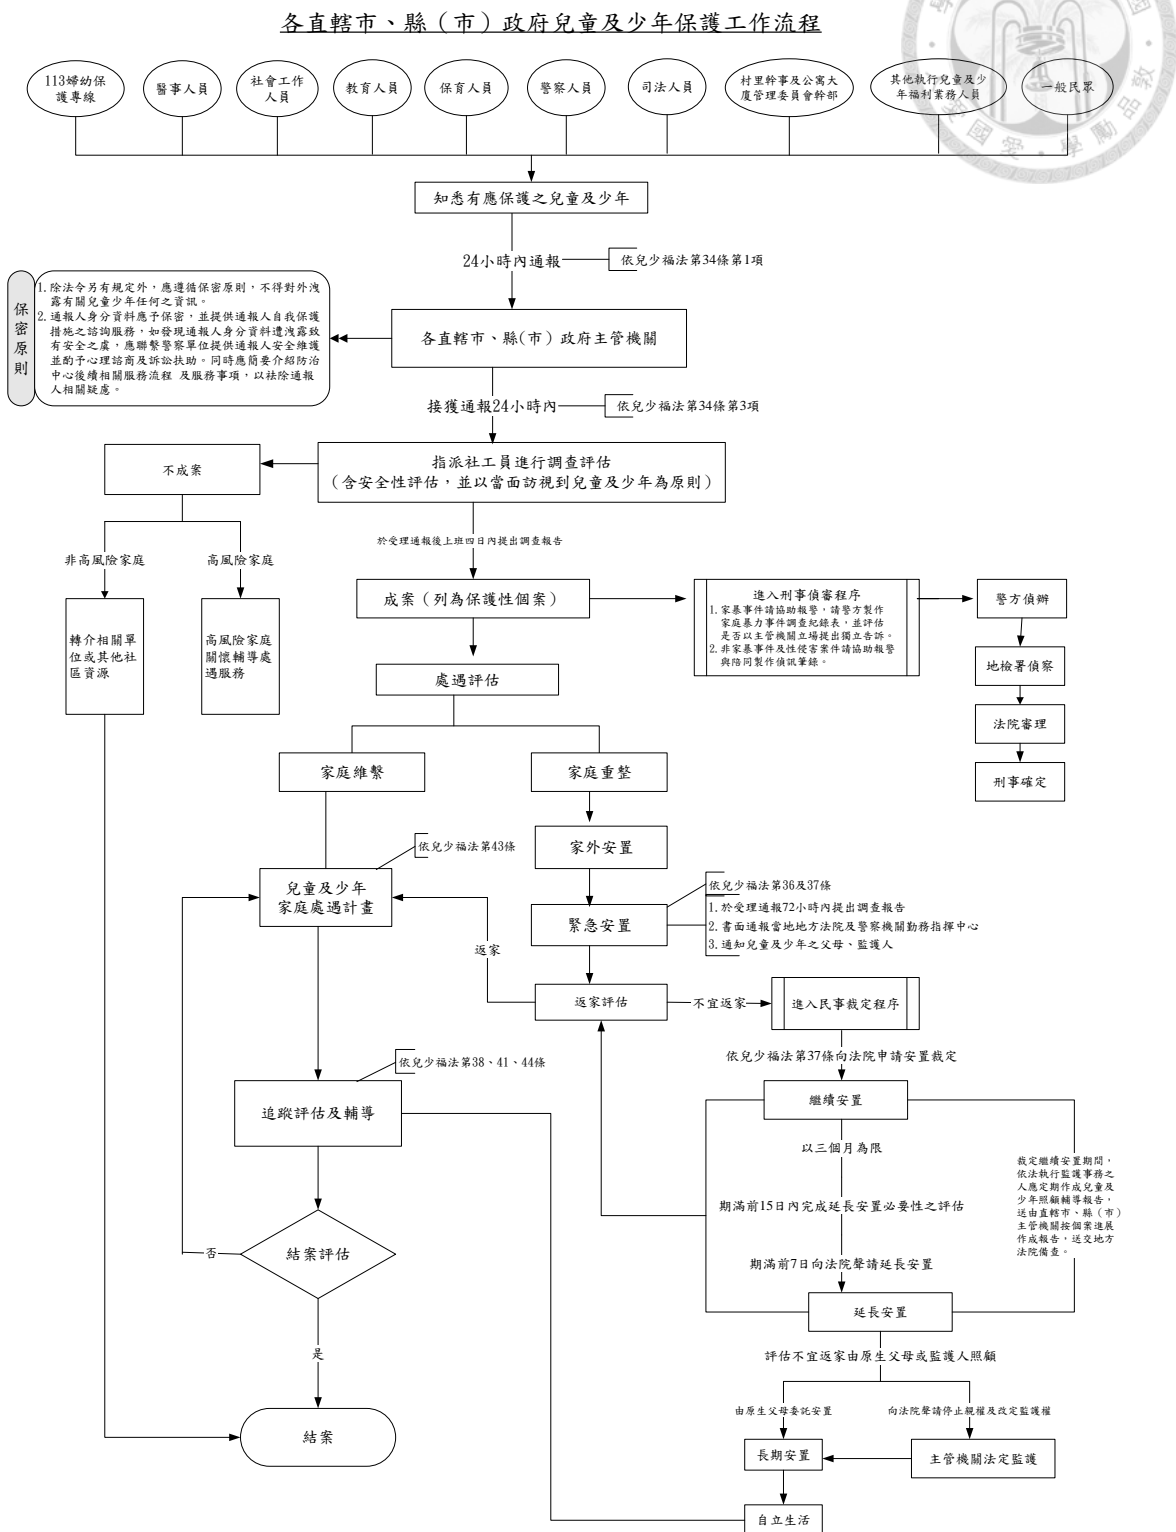 各直轄市、縣(市)政府兒童及少年保護工作流程
113婦幼保
護專線
醫事人員
社會工作
人員
教育人員
保育人員
警察人員
司法人員
村里幹事及公寓大
廈管理委員會幹部
其他執行兒童及少
年福利業務人員
一般民眾
知悉有應保護之兒童及少年
24小時內通報
依兒少福法第34條第1項
保密原則
1. 除法令另有規定外,應遵循保密原則,不得對外洩
露有關兒童少年任何之資訊。
2. 通報人身分資料應予保密,並提供通報人自我保護
措施之諮詢服務,如發現通報人身分資料遭洩露致
有安全之虞,應聯繫警察單位提供通報人安全維護
並酌予心理諮商及訴訟扶助。同時應簡要介紹防治
中心後續相關服務流程 及服務事項,以袪除通報
人相關疑慮。
各直轄市、縣(市)政府主管機關
接獲通報24小時內
依兒少福法第34條第3項
不成案
指派社工員進行調查評估
(含安全性評估,並以當面訪視到兒童及少年為原則)
於受理通報後上班四日內提出調查報告
非高風險家庭
高風險家庭
轉介相關單
位或其他社
區資源
高風險家庭
關懷輔導處
遇服務
成案(列為保護性個案)
進入刑事偵審程序
1. 家暴事件請協助報警,請警方製作
家庭暴力事件調查紀錄表,並評估
是否以主管機關立場提出獨立告訴。
2. 非家暴事件及性侵害案件請協助報警
與陪同製作偵訊筆錄。
警方偵辦
地檢署偵察
法院審理
刑事確定
處遇評估
家庭維繫
家庭重整
家外安置
依兒少福法第43條
兒童及少年
家庭處遇計畫
依兒少福法第36及37條
緊急安置
1. 於受理通報72小時內提出調查報告
2. 書面通報當地地方法院及警察機關勤務指揮中心
3. 通知兒童及少年之父母、監護人
返家
返家評估
不宜返家
進入民事裁定程序
依兒少福法第37條向法院申請安置裁定
依兒少福法第38、41、44條
追蹤評估及輔導
繼續安置
以三個月為限
期滿前15日內完成延長安置必要性之評估
期滿前7日向法院聲請延長安置
裁定繼續安置期間,
依法執行監護事務之
人應定期作成兒童及
少年照顧輔導報告,
送由直轄市、縣(市)
主管機關按個案進展
作成報告,送交地方
法院備查。
否
結案評估
延長安置
是
評估不宜返家由原生父母或監護人照顧
由原生父母委託安置
向法院聲請停止親權及改定監護權
結案
長期安置
主管機關法定監護
自立生活